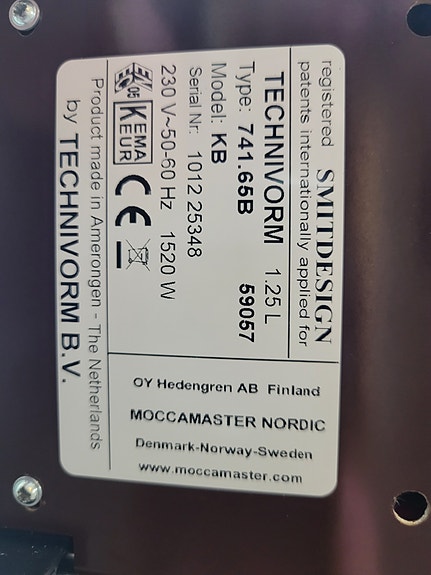 registered SMITDESIGN
patents internationally applied for
TECHNIVORM 1.25 L
Type: 741.65B 59057
Model: KB
Serial Nr: 1012 25348
230 V~50-60 Hz 1520 W
05 KEMA
KEUR CE
Product made in Amerongen - The Netherlands
by TECHNIVORM B.V.
OY Hedengren AB Finland
MOCCAMASTER NORDIC
Denmark-Norway-Sweden
www.moccamaster.com